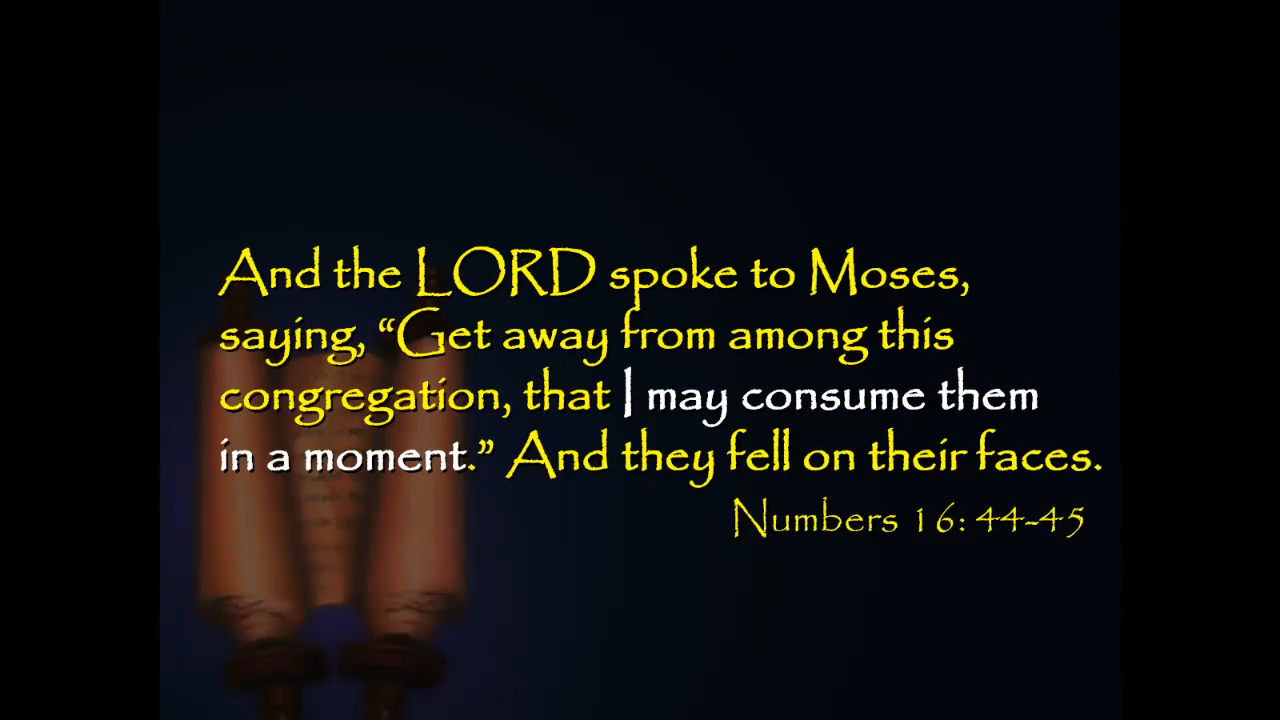 And the LORD spoke to Moses,
saying, “Get away from among this
congregation, that I may consume them
in a moment.” And they fell on their faces.
Numbers 16: 44-45